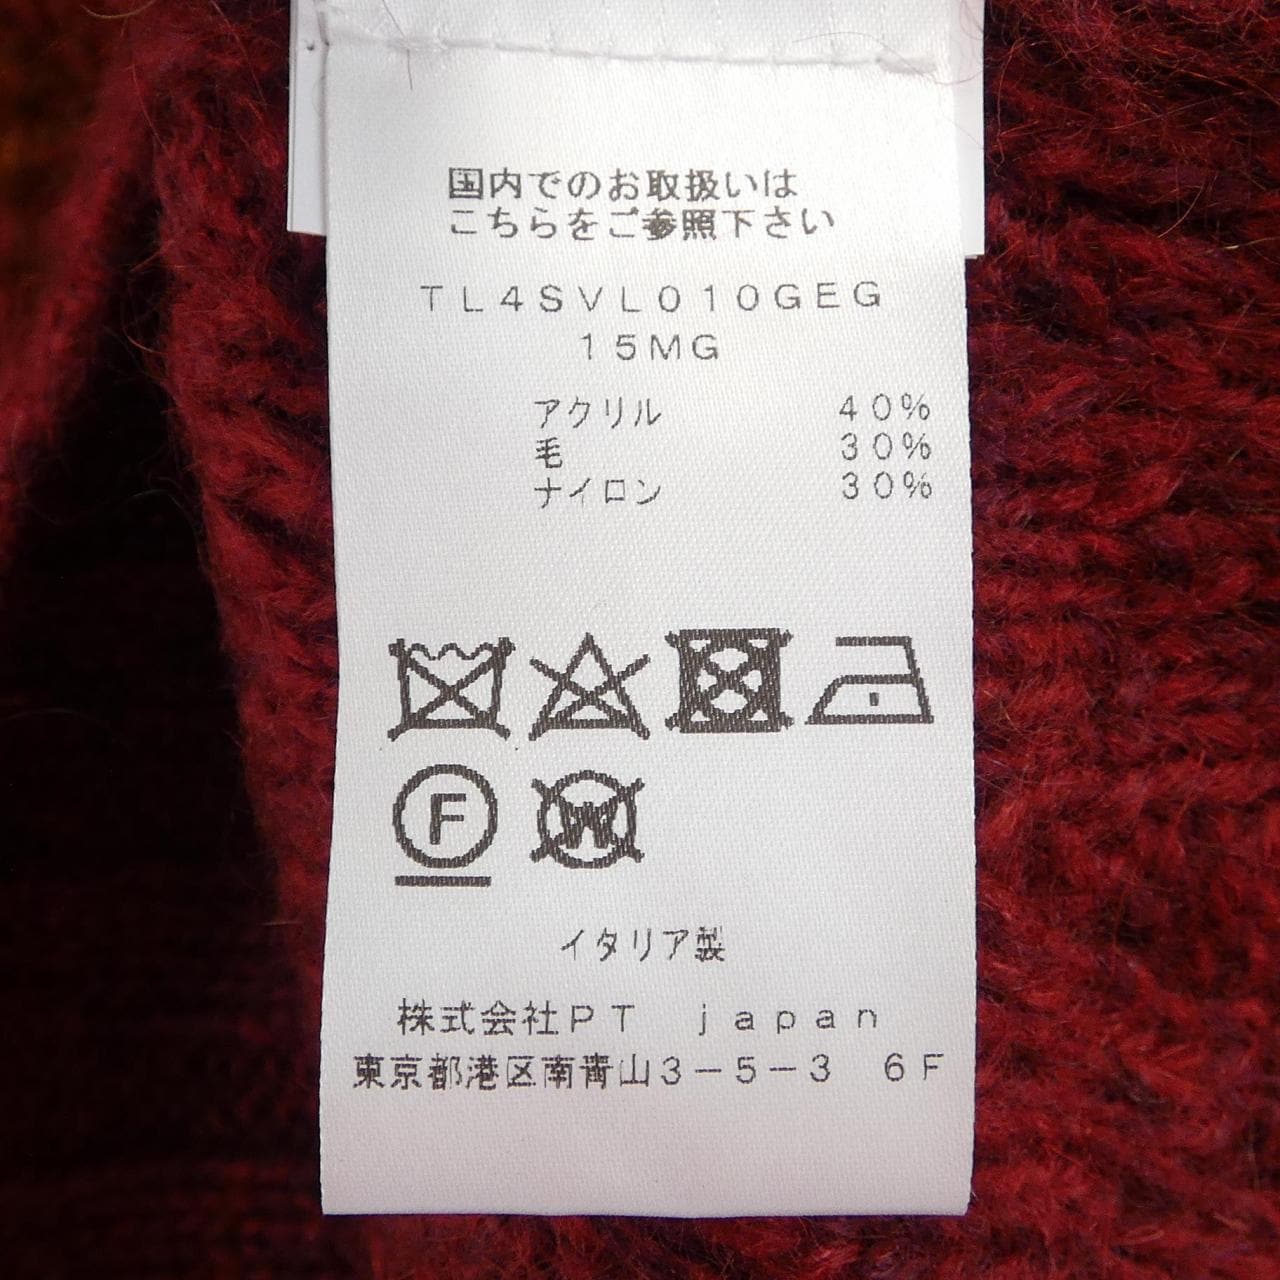 国内でのお取扱いは
こちらをご参照下さい
TL4SVL010GEG
15MG
アクリル 40%
毛 30%
ナイロン 30%
F
W
イタリア製
株式会社PT japan
東京都港区南青山3-5-3 6F